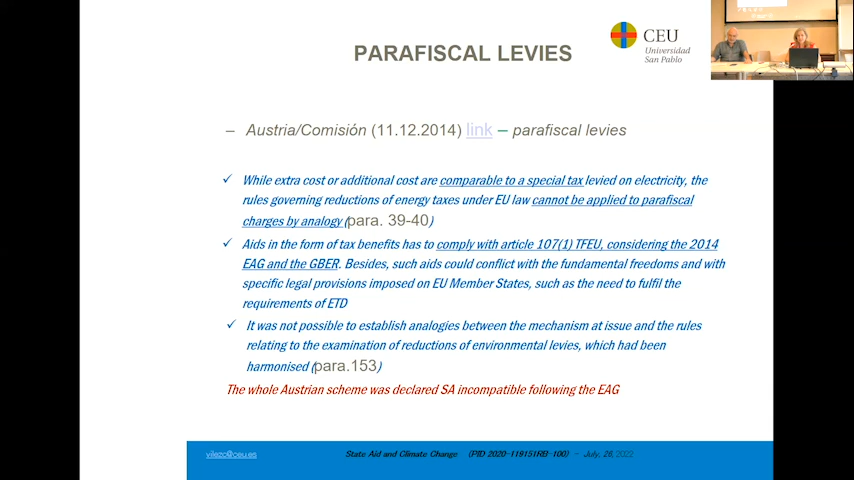 CEU
Universidad
San Pablo
PARAFISCAL LEVIES
– Austria/Comisión (11.12.2014) link – parafiscal levies
✓ While extra cost or additional cost are comparable to a special tax levied on electricity, the
rules governing reductions of energy taxes under EU law cannot be applied to parafiscal
charges by analogy (para. 39-40)
✓ Aids in the form of tax benefits has to comply with article 107(1) TFEU, considering the 2014
EAG and the GBER. Besides, such aids could conflict with the fundamental freedoms and with
specific legal provisions imposed on EU Member States, such as the need to fulfil the
requirements of ETD
✓ It was not possible to establish analogies between the mechanism at issue and the rules
relating to the examination of reductions of environmental levies, which had been
harmonised (para.153)
The whole Austrian scheme was declared SA incompatible following the EAG
vilezc@ceu.es State Aid and Climate Change (PID 2020-119151RB-100) - July, 26, 2022